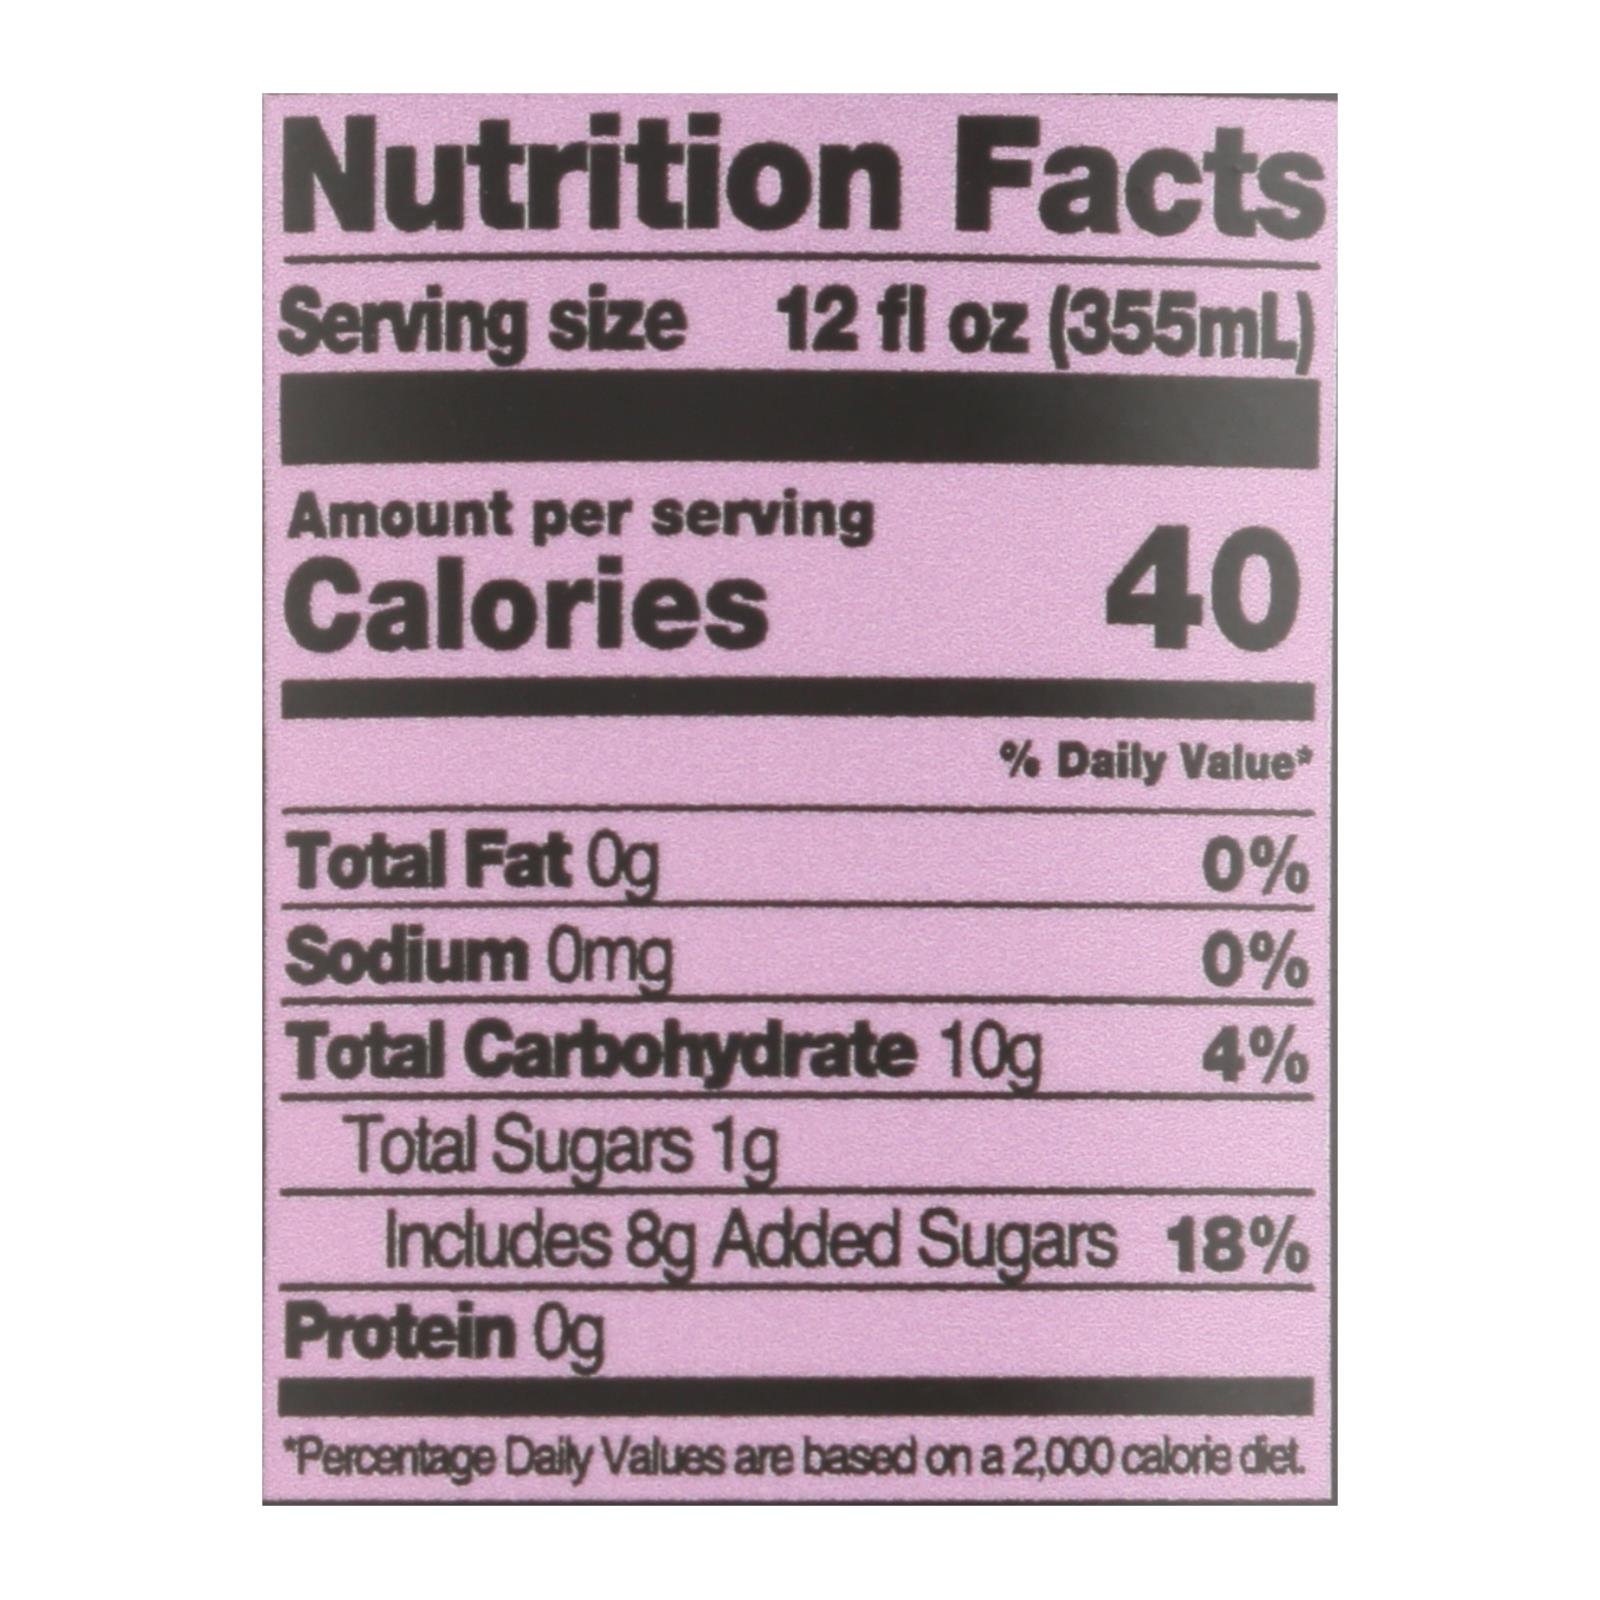 Nutrition Facts
Serving size 12 fl oz (355mL)
Amount per serving
Calories 40
% Daily Value*
Total Fat 0g 0%
Sodium 0mg 0%
Total Carbohydrate 10g 4%
Total Sugars 1g
Includes 8g Added Sugars 18%
Protein 0g
*Percentage Daily Values are based on a 2,000 calorie diet.